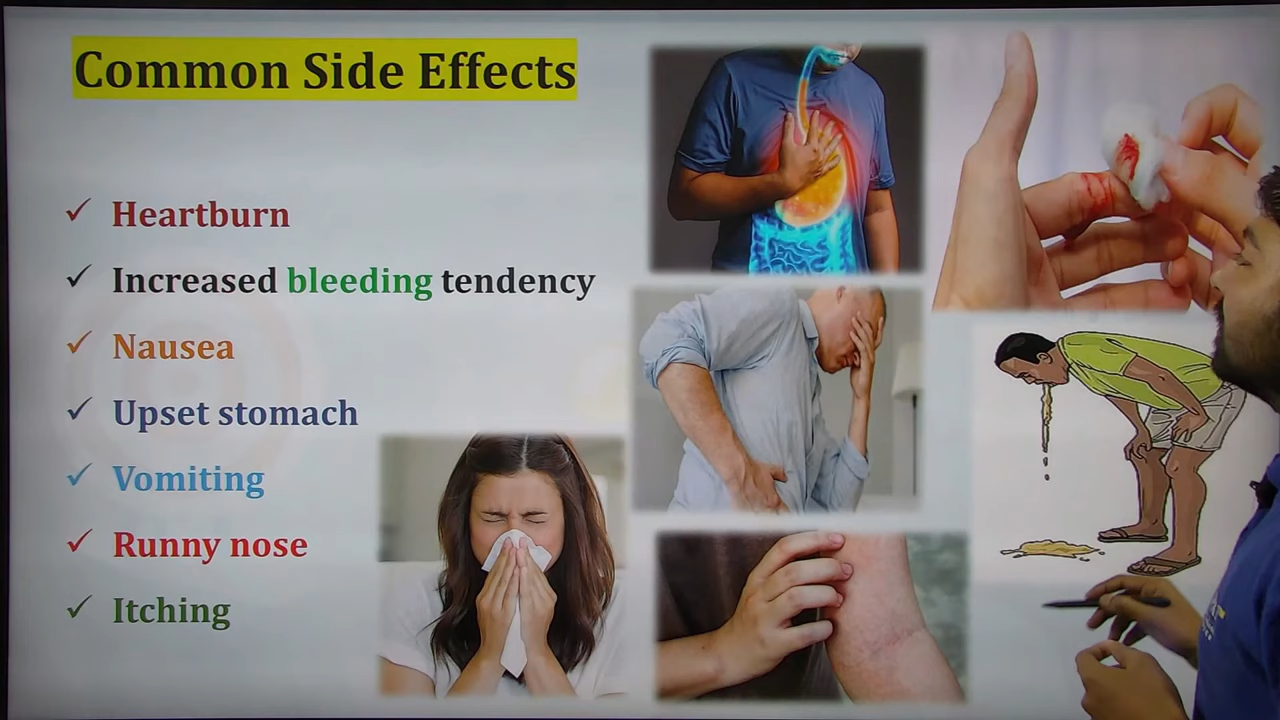 Common Side Effects
✓ Heartburn
✓ Increased bleeding tendency
✓ Nausea
✓ Upset stomach
✓ Vomiting
✓ Runny nose
✓ Itching